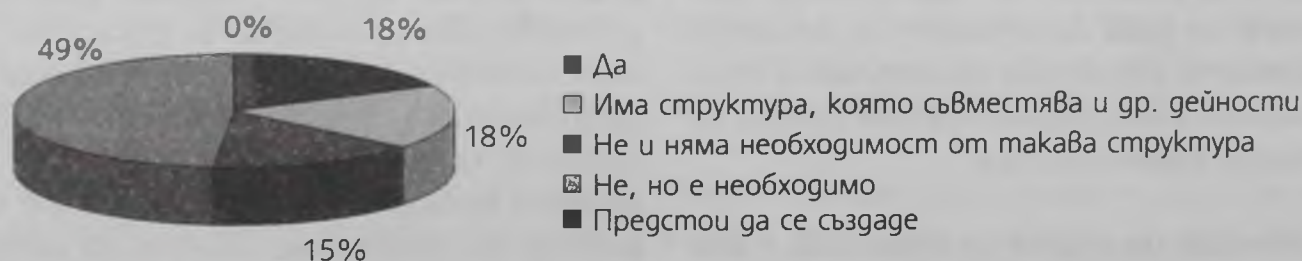 0% 18%
49%
18%
15%
Да
Има структура, която съвместява и др. дейности
Не и няма необходимост от такава структура
Не, но е необходимо
Предстои да се създаде